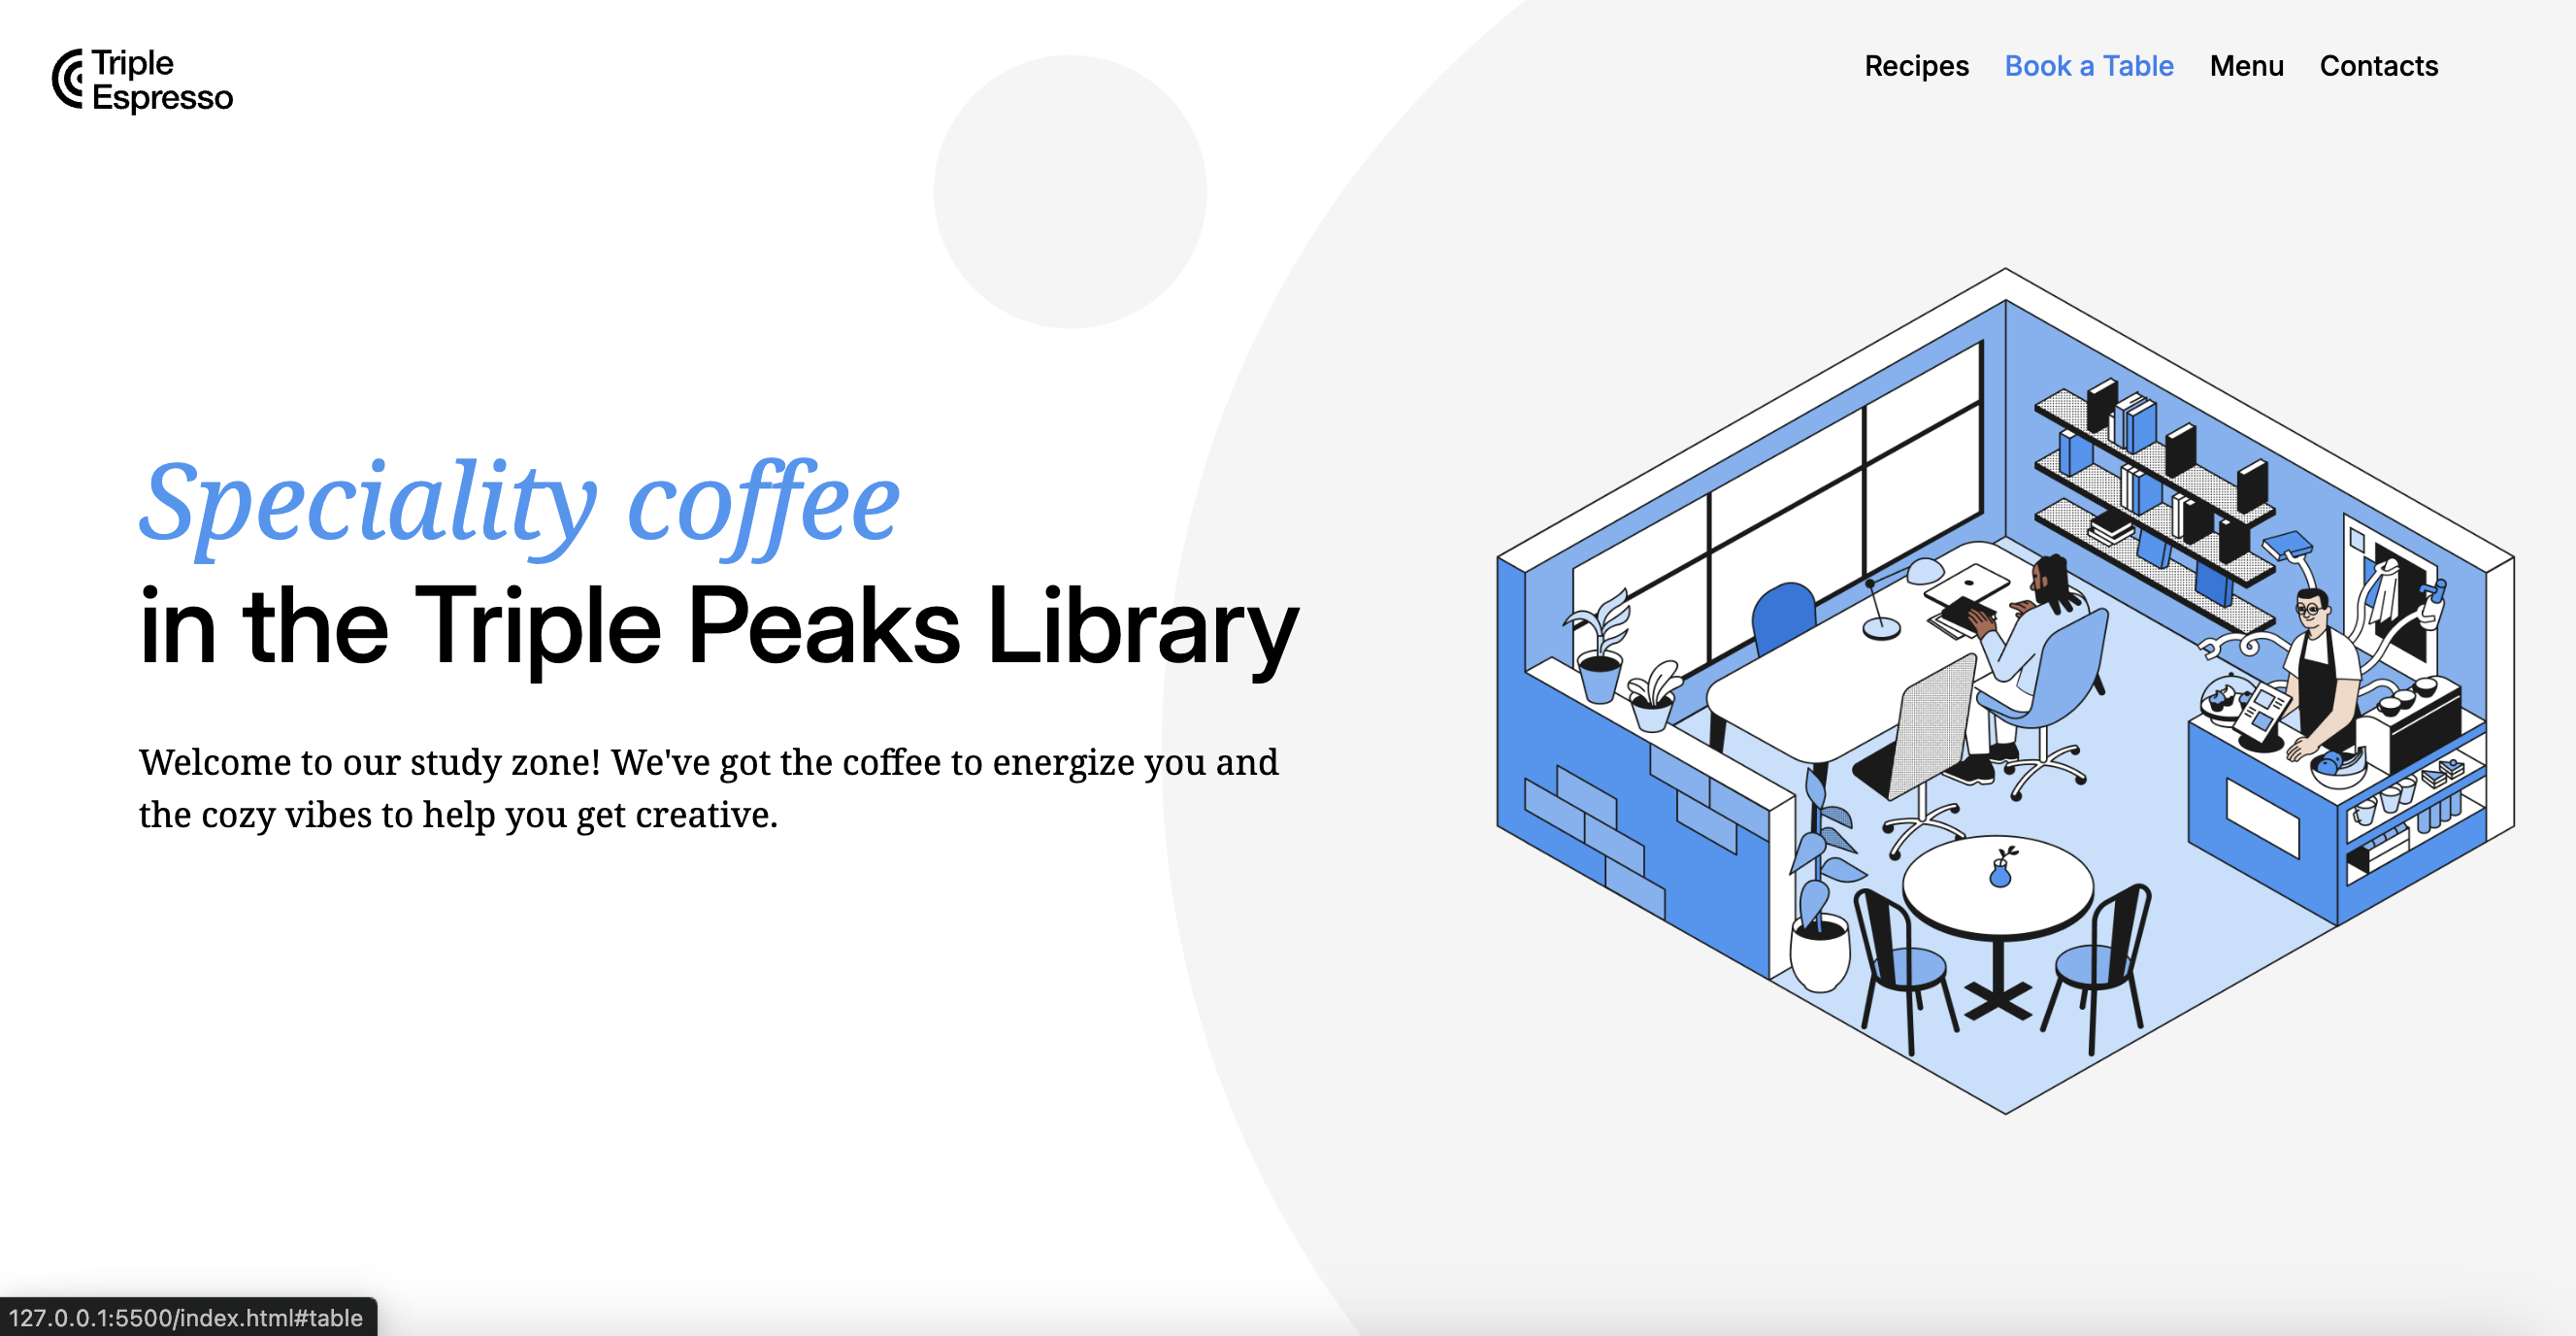 Triple
Espresso
Recipes Book a Table Menu Contacts
Speciality coffee
in the Triple Peaks Library
Welcome to our study zone! We've got the coffee to energize you and
the cozy vibes to help you get creative.
127.0.0.1:5500/index.html#table